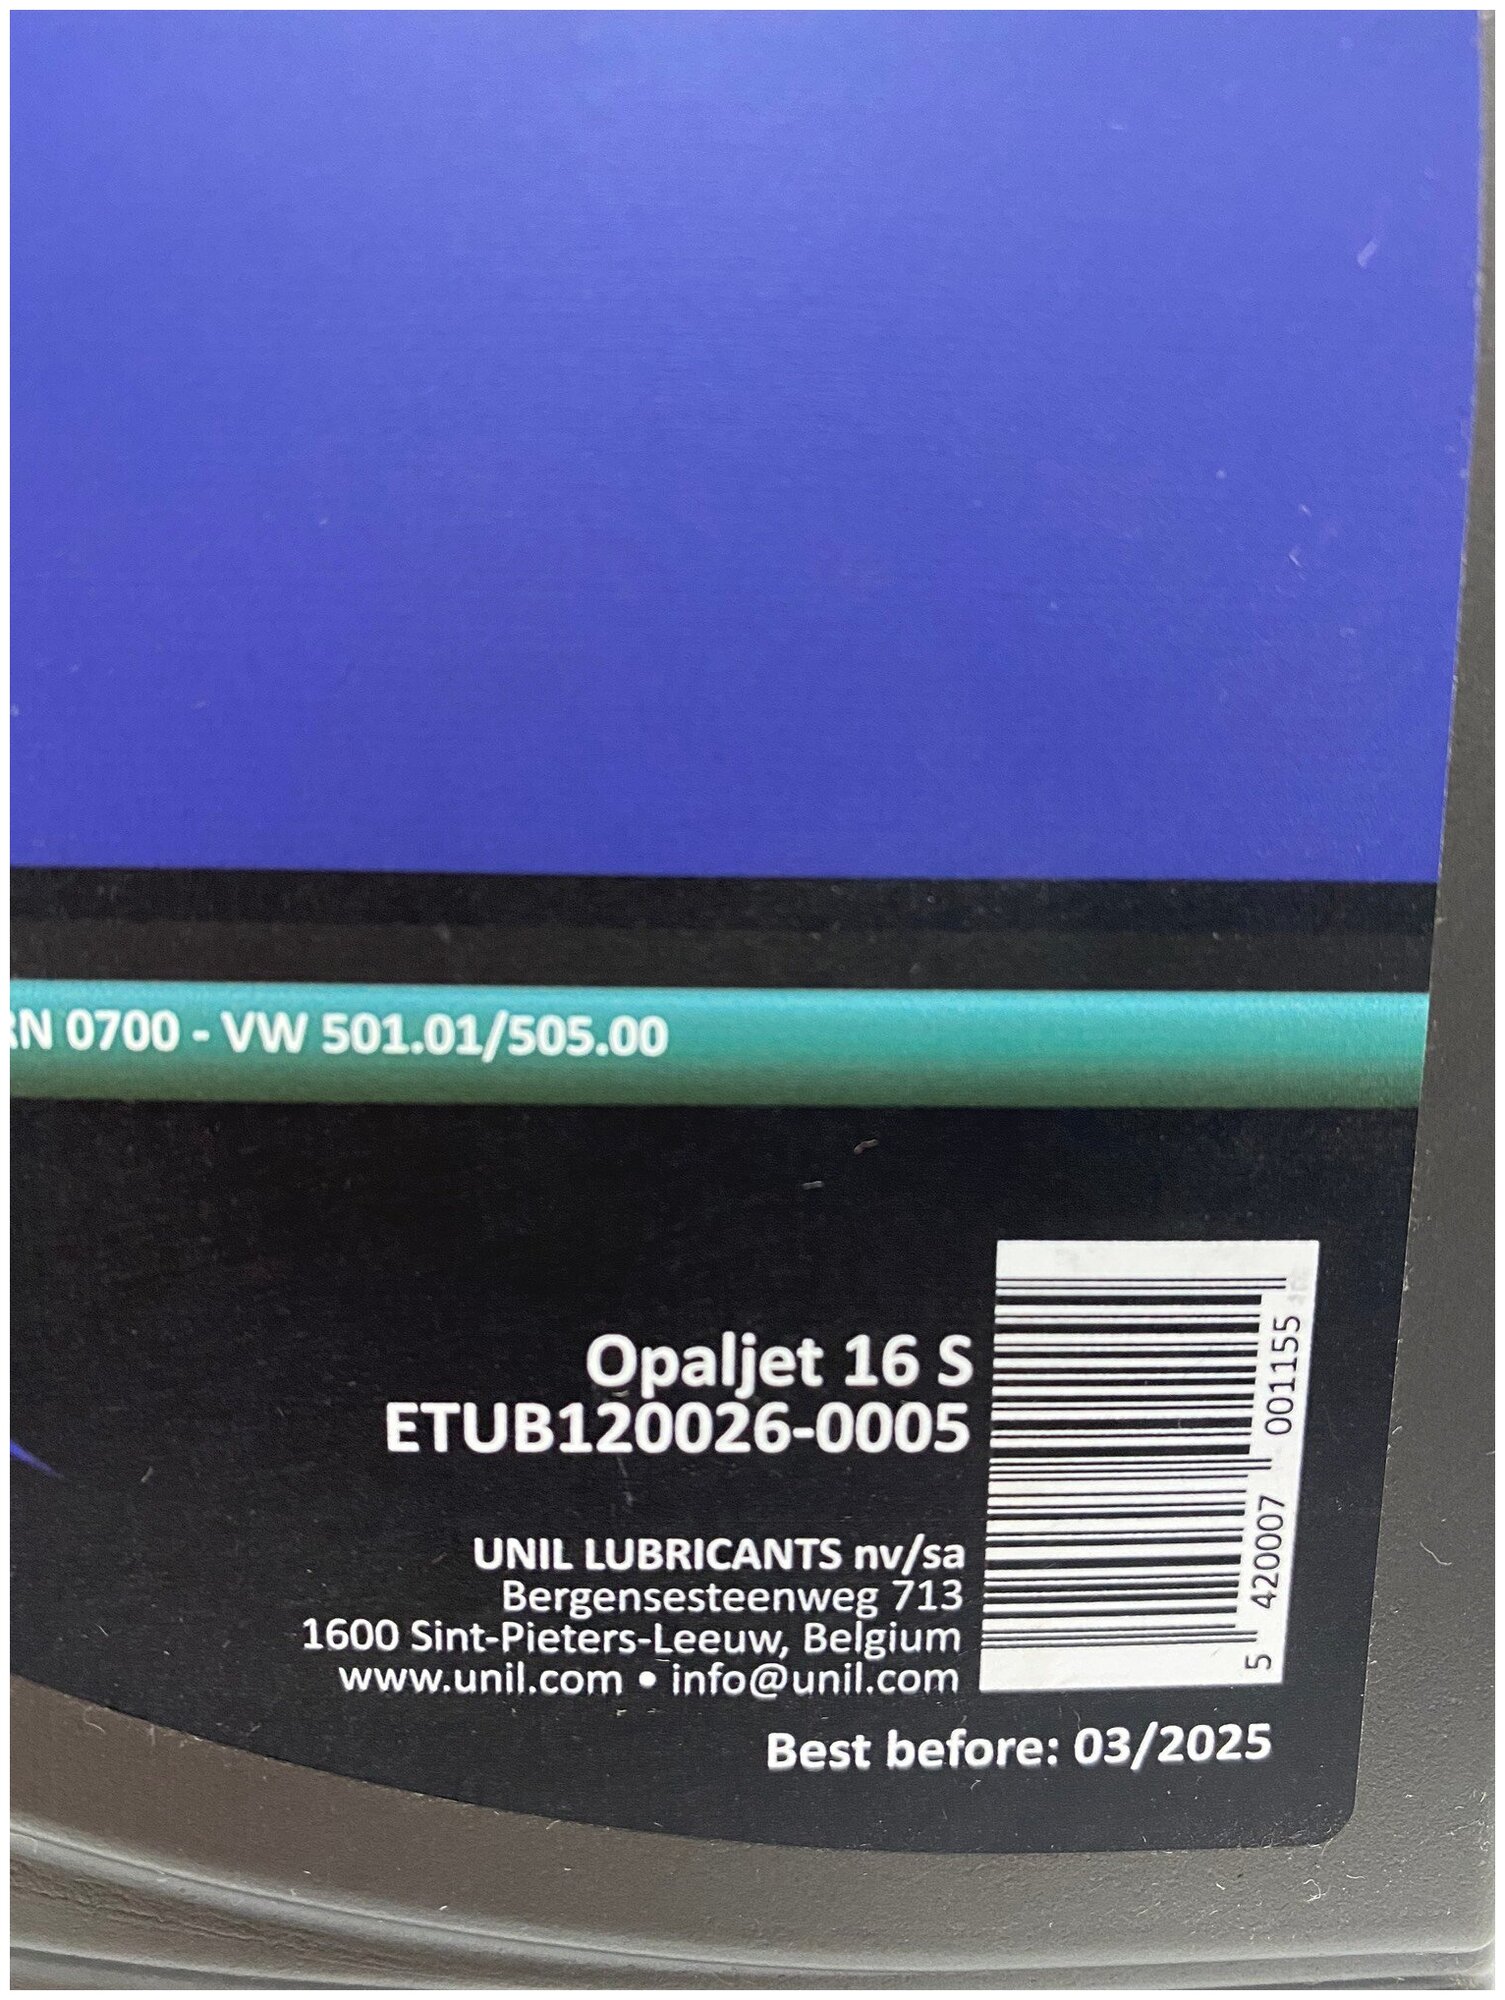 RN 0700 - VW 501.01/505.00
Opaljet 16 S
ETUB120026-0005
UNIL LUBRICANTS nv/sa
Bergensesteenweg 713
1600 Sint-Pieters-Leeuw, Belgium
www.unil.com • info@unil.com
5 420007 001155
Best before: 03/2025